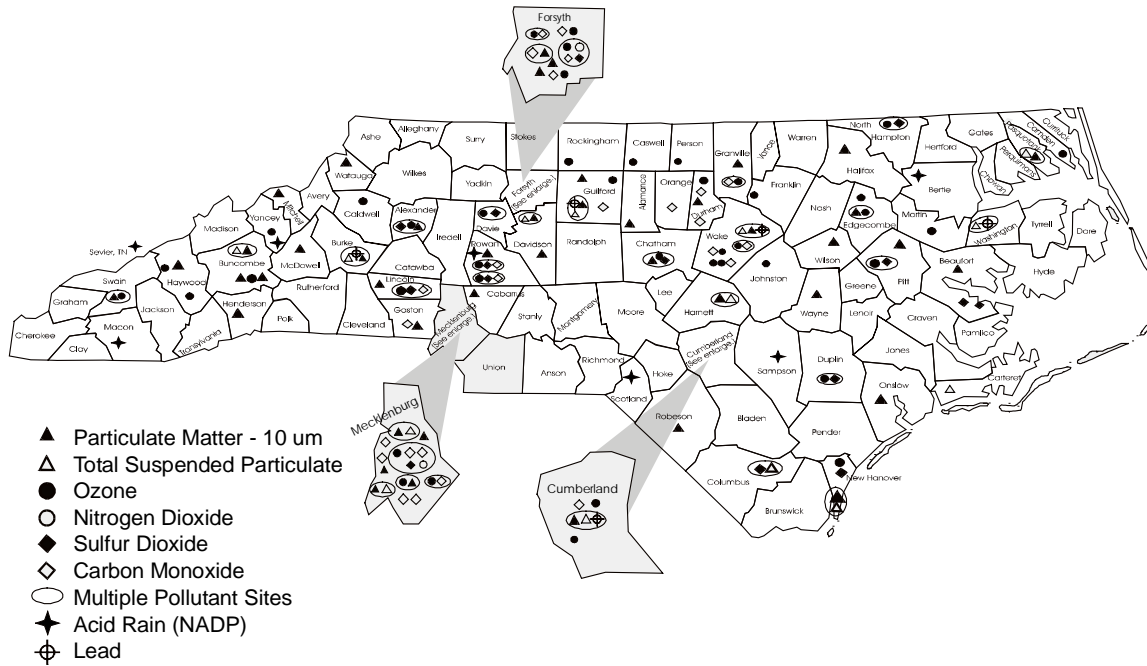 Forsyth
Ashe
Alleghany
Surry
Stokes
Rockingham
Caswell
Person
Granville
Vance
Warren
North
Hampton
Gates
Currituck
Camden
Pasquotank
Perquimans
Chowan
Hertford
Halifax
Bertie
Watauga
Wilkes
Yadkin
Forsyth
(See enlarge.)
Guilford
Alamance
Orange
Durham
Franklin
Nash
Edgecombe
Martin
Washington
Tyrrell
Dare
Avery
Mitchell
Yancey
Madison
Caldwell
Alexander
Iredell
Davie
Rowan
Davidson
Randolph
Chatham
Wake
Johnston
Wilson
Pitt
Beaufort
Hyde
Sevier, TN
Buncombe
McDowell
Burke
Catawba
Lincoln
Swain
Haywood
Graham
Jackson
Henderson
Rutherford
Gaston
Cabarrus
Stanly
Montgomery
Moore
Lee
Harnett
Wayne
Greene
Lenoir
Craven
Pamlico
Cherokee
Clay
Macon
Transylvania
Polk
Cleveland
Mecklenburg
(See enlarge.)
Union
Anson
Richmond
Scotland
Hoke
Cumberland
(See enlarge.)
Sampson
Duplin
Jones
Onslow
Carteret
Robeson
Bladen
Pender
Columbus
Brunswick
New Hanover
Mecklenburg
Cumberland
Particulate Matter - 10 um
Total Suspended Particulate
Ozone
Nitrogen Dioxide
Sulfur Dioxide
Carbon Monoxide
Multiple Pollutant Sites
Acid Rain (NADP)
Lead